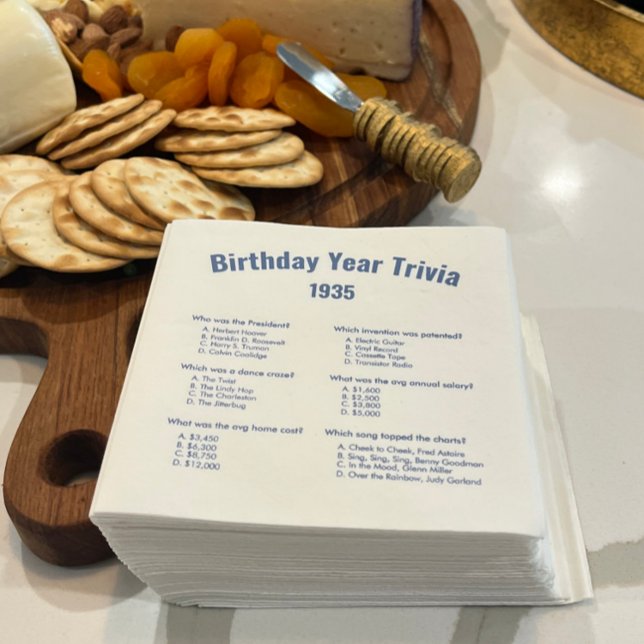 Birthday Year Trivia
1935
Who was the President?
A. Herbert Hoover
B. Franklin D. Roosevelt
C. Harry S. Truman
D. Calvin Coolidge
Which was a dance craze?
A. The Twist
B. The Lindy Hop
C. The Charleston
D. The Jitterbug
What was the avg home cost?
A. $3,450
B. $6,300
C. $8,750
D. $12,000
Which invention was patented?
A. Electric Guitar
B. Vinyl Record
C. Cassette Tape
D. Transistor Radio
What was the avg annual salary?
A. $1,600
B. $2,500
C. $3,800
D. $5,000
Which song topped the charts?
A. Cheek to Cheek, Fred Astaire
B. Sing, Sing, Sing, Benny Goodman
C. In the Mood, Glenn Miller
D. Over the Rainbow, Judy Garland